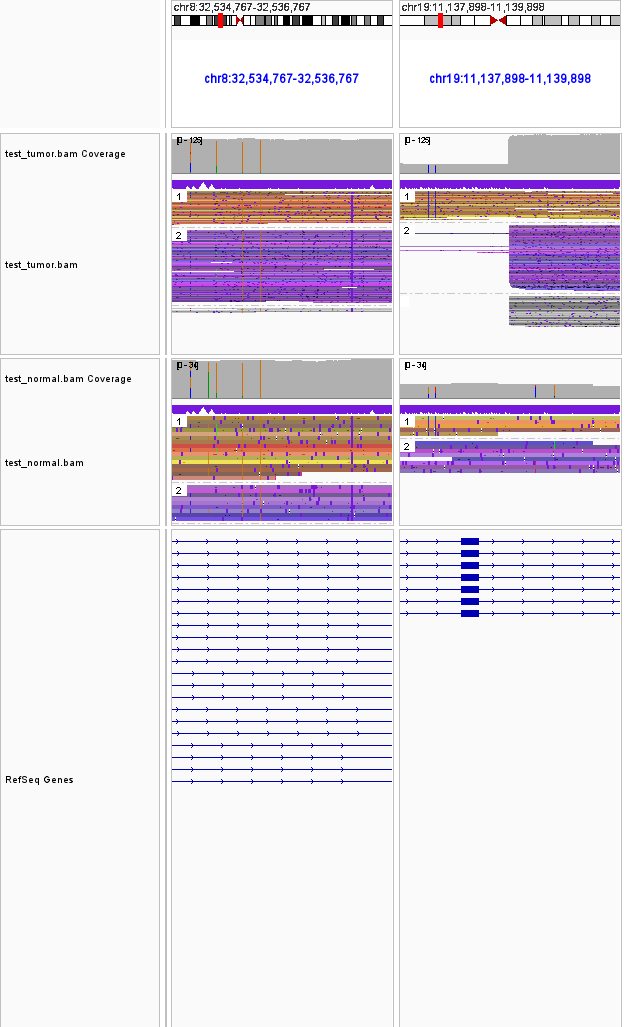 chr8:32,534,767-32,536,767
chr19:11,137,898-11,139,898
chr8:32,534,767-32,536,767
chr19:11,137,898-11,139,898
test_tumor.bam Coverage
[0 - 125]
[0 - 125]
1
1
2
2
test_tumor.bam
test_normal.bam Coverage
[0 - 34]
[0 - 34]
1
1
2
2
test_normal.bam
RefSeq Genes